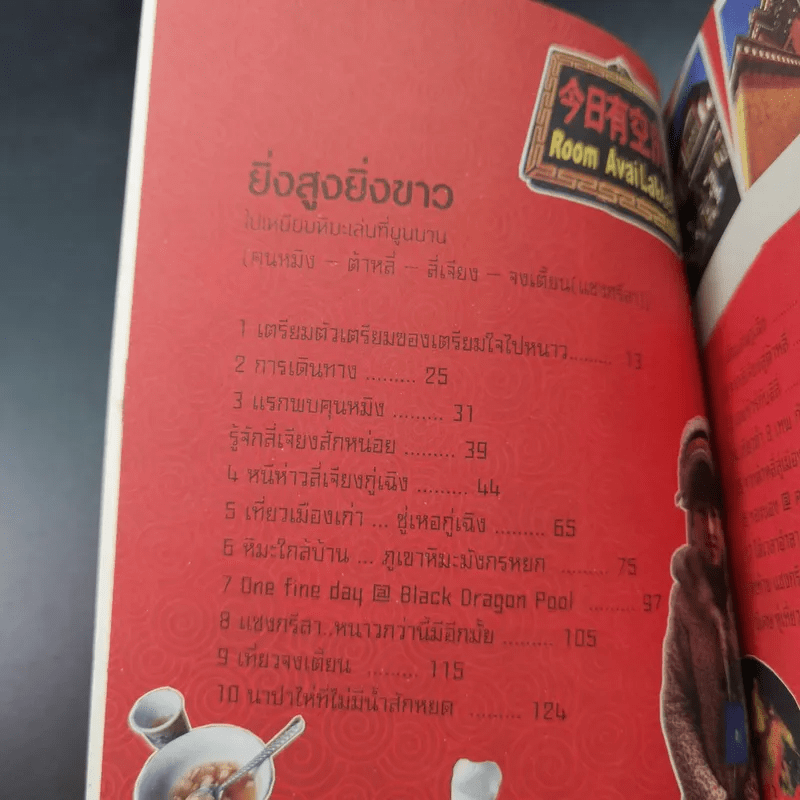 今日有空
Room AvaiLab
ยิ่งสูงยิ่งขาว
ไปเหยียบหิมะเล่นที่ยูนนาน
(คุนหมิง – ต้าหลี่ – ลี่เจียง – จงเตี้ยน(แชงกรีลา))
1 เตรียมตัวเตรียมของเตรียมใจไปหนาว........ 13
2 การเดินทาง ......... 25
3 แรกพบคุนหมิง ......... 31
รู้จักลี่เจียงสักหน่อย ......... 39
4 หนีห่าวลี่เจียงกู่เฉิง ......... 44
5 เที่ยวเมืองเก่า ... ซู่เหอกู่เฉิง ......... 65
6 หิมะใกล้บ้าน ... ภูเขาหิมะมังกรหยก ......... 75
7 One fine day @ Black Dragon Pool ......... 97
8 แชงกรีลา..หนาวกว่านี้มีอีกมั้ย ......... 105
9 เที่ยวจงเตี้ยน ......... 115
10 นาปาไห่ที่ไม่มีน้ำสักหยด ......... 124